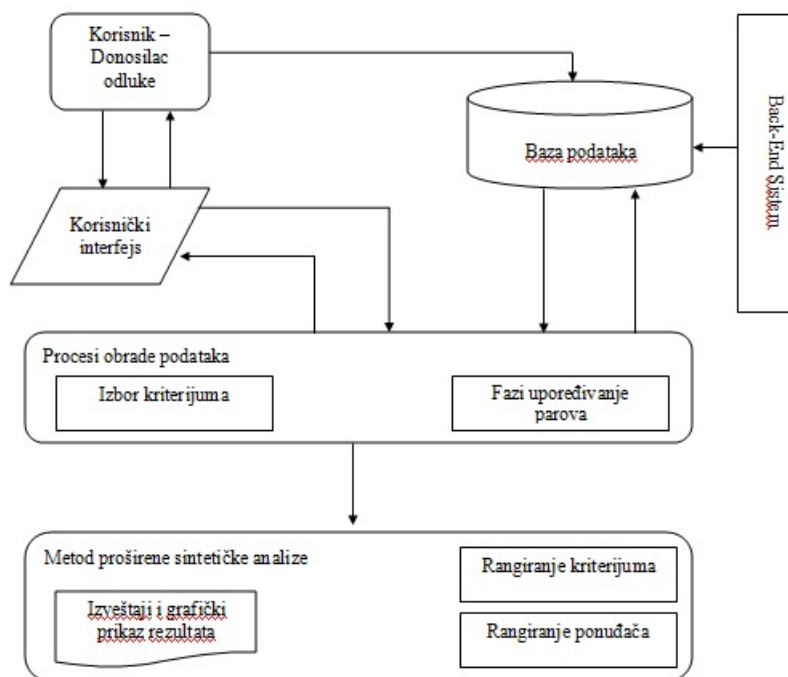 Korisnik –
Donosilac
odluke
Baza podataka
Back-End Sistem
Korisnički
interfejs
Procesi obrade podataka
Izbor kriterijuma
Fazi upoređivanje
parova
Metod proširene sintetičke analize
Izveštaji i grafički
prikaz rezultata
Rangiranje kriterijuma
Rangiranje ponuđača